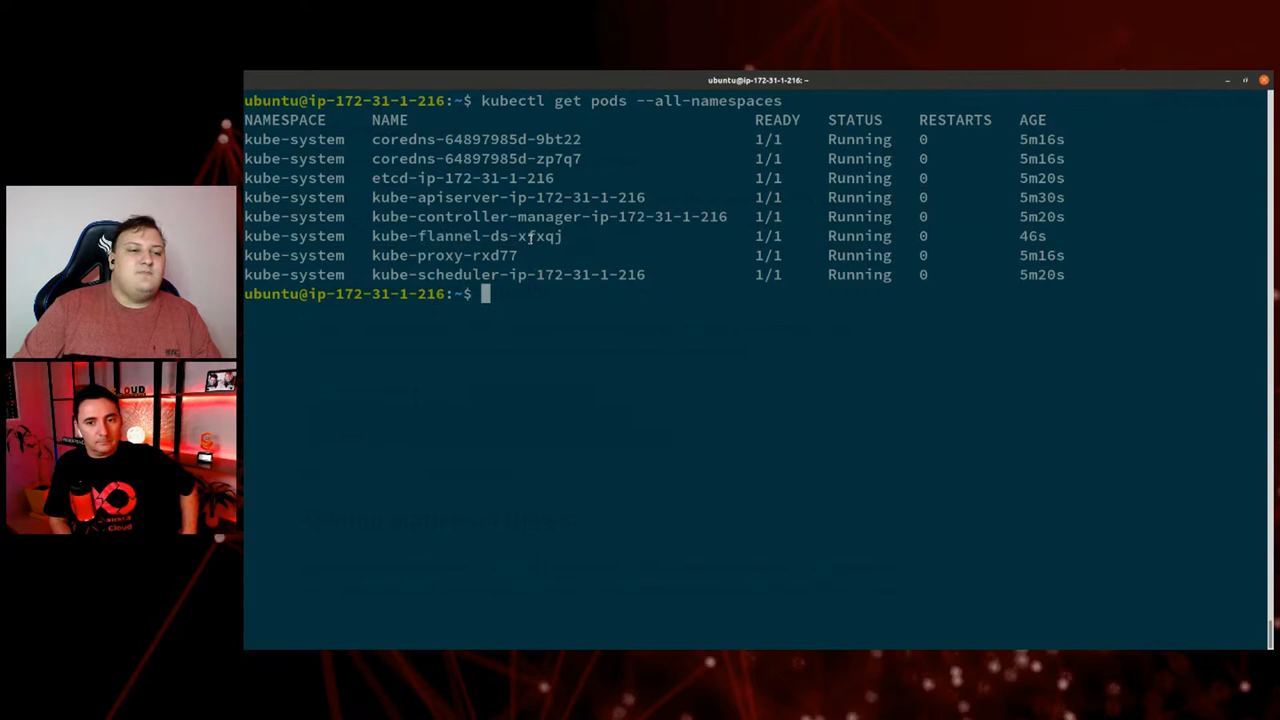 ubuntu@ip-172-31-1-216: ~
ubuntu@ip-172-31-1-216:~$ kubectl get pods --all-namespaces
NAMESPACE NAME READY STATUS RESTARTS AGE
kube-system coredns-64897985d-9bt22 1/1 Running 0 5m16s
kube-system coredns-64897985d-zp7q7 1/1 Running 0 5m16s
kube-system etcd-ip-172-31-1-216 1/1 Running 0 5m20s
kube-system kube-apiserver-ip-172-31-1-216 1/1 Running 0 5m30s
kube-system kube-controller-manager-ip-172-31-1-216 1/1 Running 0 5m20s
kube-system kube-flannel-ds-xfxqj 1/1 Running 0 46s
kube-system kube-proxy-rxd77 1/1 Running 0 5m16s
kube-system kube-scheduler-ip-172-31-1-216 1/1 Running 0 5m20s
ubuntu@ip-172-31-1-216:~$
Cloud